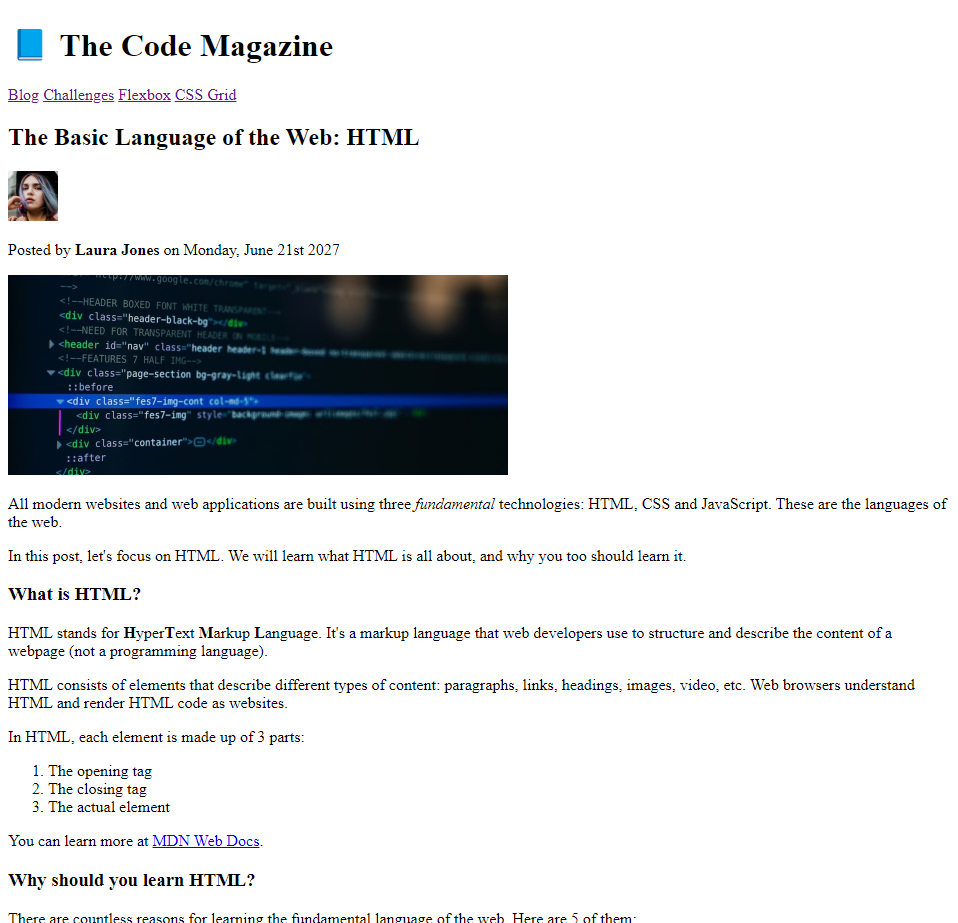 📘 The Code Magazine
Blog Challenges Flexbox CSS Grid
The Basic Language of the Web: HTML
Posted by Laura Jones on Monday, June 21st 2027
http://www.google.com/chrome"
-->
<!--HEADER BOXED FONT WHITE TRANSPARENT-->
<div class="header-black-bg"></div>
<!--NEED FOR TRANSPARENT HEADER ON MOBILE-->
<header id="nav" class="header header-1
<!--FEATURES 7 HALF IMG-->
<div class="page-section bg-gray-light clearfix">
::before
<div class="fes7-img-cont col-md-5">
<div class="fes7-img" style="background-image:
</div>
<div class="container"></div>
::after
</div>
All modern websites and web applications are built using three fundamental technologies: HTML, CSS and JavaScript. These are the languages of
the web.
In this post, let's focus on HTML. We will learn what HTML is all about, and why you too should learn it.
What is HTML?
HTML stands for HyperText Markup Language. It's a markup language that web developers use to structure and describe the content of a
webpage (not a programming language).
HTML consists of elements that describe different types of content: paragraphs, links, headings, images, video, etc. Web browsers understand
HTML and render HTML code as websites.
In HTML, each element is made up of 3 parts:
1. The opening tag
2. The closing tag
3. The actual element
You can learn more at MDN Web Docs.
Why should you learn HTML?
There are countless reasons for learning the fundamental language of the web. Here are 5 of them: